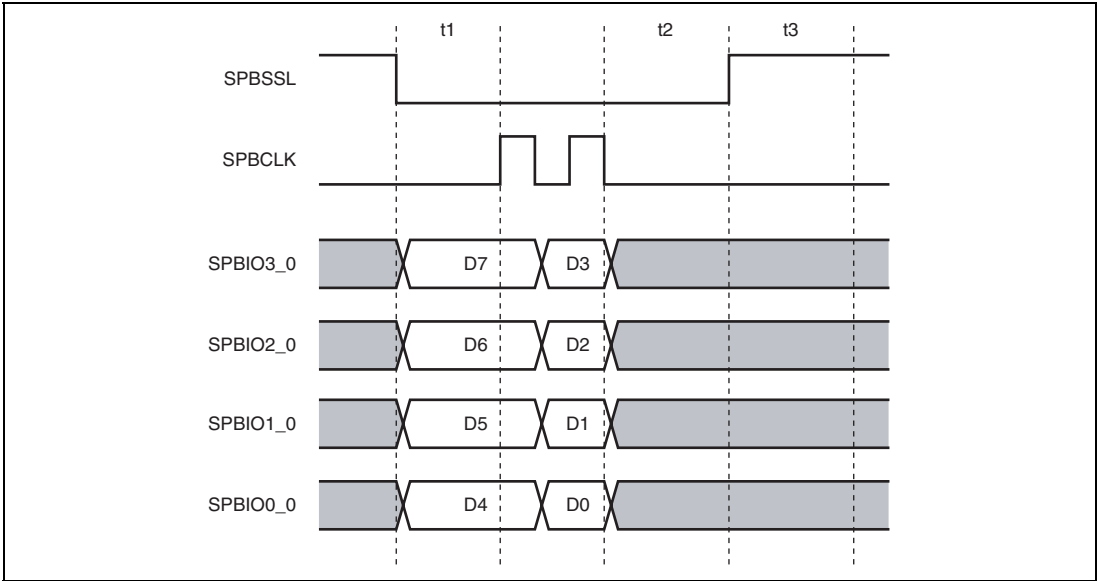 t1 t2 t3
SPBSSL
SPBCLK
SPBIO3_0 D7 D3
SPBIO2_0 D6 D2
SPBIO1_0 D5 D1
SPBIO0_0 D4 D0